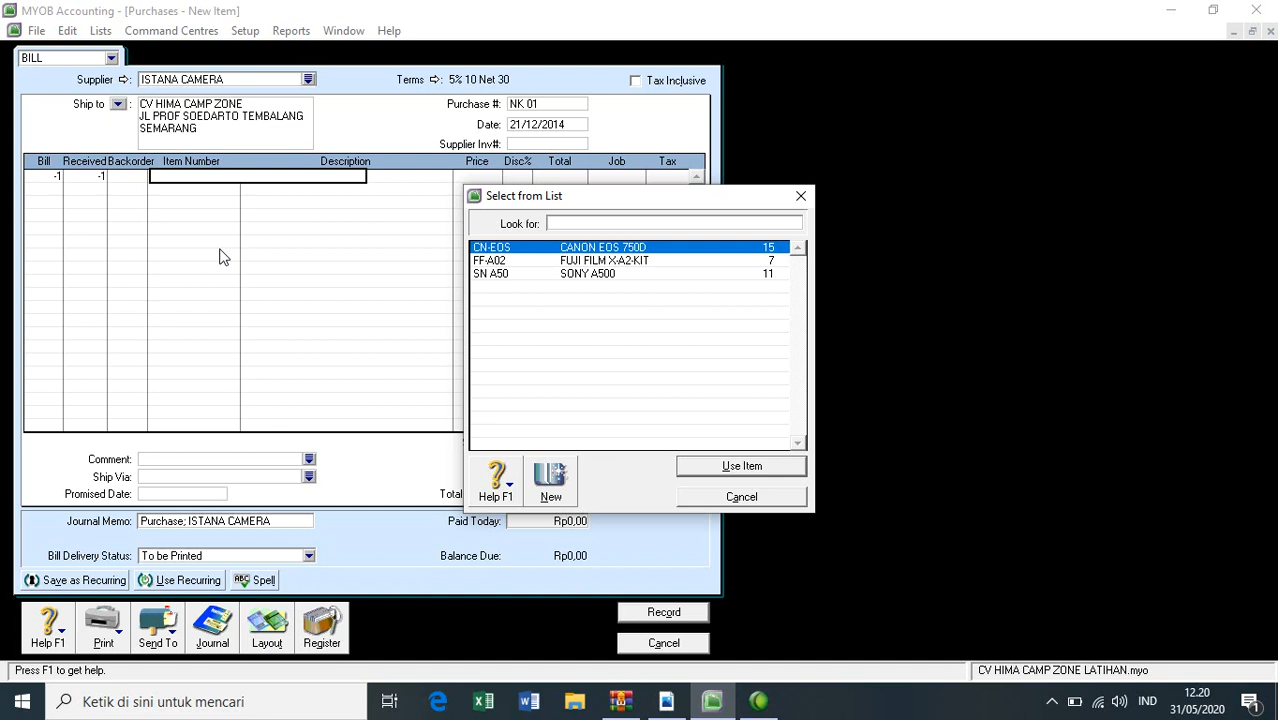 MYOB Accounting - [Purchases - New Item]
File Edit Lists Command Centres Setup Reports Window Help
BILL
Supplier ISTANA CAMERA Terms 5% 10 Net 30 Tax Inclusive
Ship to : CV HIMA CAMP ZONE
JL PROF SOEDARTO TEMBALANG
SEMARANG
Purchase #: NK 01
Date: 21/12/2014
Supplier Inv#:
Bill Received Backorder Item Number Description Price Disc% Total Job Tax
-1 -1
Select from List
Look for:
CN-EOS CANON EOS 750D 15
FF-A02 FUJI FILM X-A2-KIT 7
SN A50 SONY A500 11
Use Item
Help F1 New Cancel
Comment:
Ship Via:
Promised Date:
Journal Memo: Purchase; ISTANA CAMERA Paid Today: Rp0,00
Bill Delivery Status: To be Printed Balance Due: Rp0,00
Save as Recurring Use Recurring Spell
Help F1 Print Send To Journal Layout Register
Record
Cancel
Press F1 to get help. CV HIMA CAMP ZONE LATIHAN.myo
Ketik di sini untuk mencari
IND
12.20
31/05/2020
1